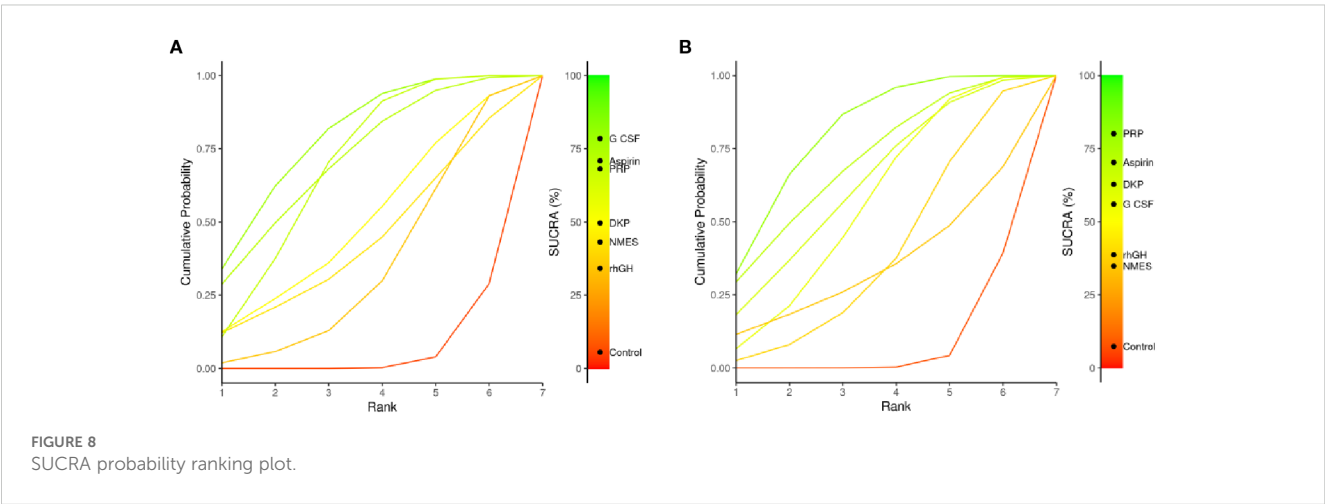 A
1.00
0.75
0.50
0.25
0.00
Cumulative Probability
1 2 3 4 5 6 7
Rank
100
75
50
25
0
SUCRA (%)
G CSF
Aspirin
PRP
DKP
NMES
rhGH
Control
B
1.00
0.75
0.50
0.25
0.00
Cumulative Probability
1 2 3 4 5 6 7
Rank
100
75
50
25
0
SUCRA (%)
PRP
Aspirin
DKP
G CSF
rhGH
NMES
Control
FIGURE 8
SUCRA probability ranking plot.